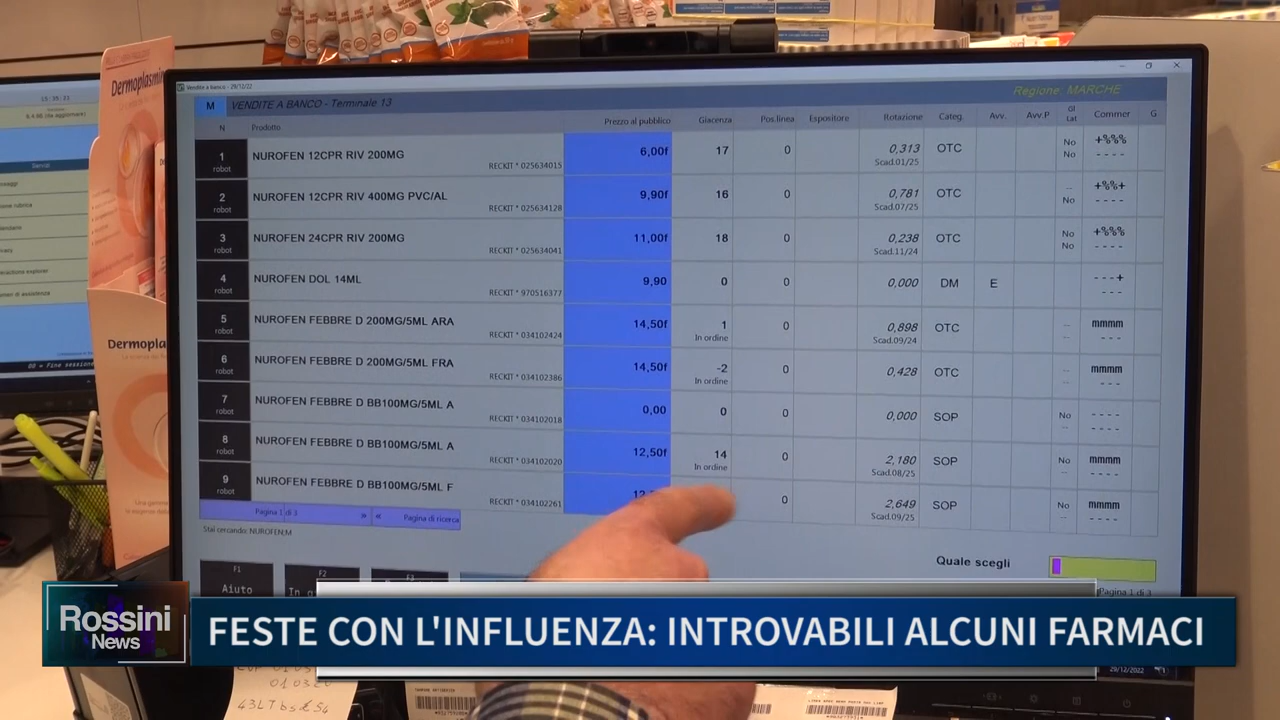 Dermoplasmin
Vendite a banco - 29/12/22
M VENDITE A BANCO - Terminale 13 Regione: MARCHE
N Prodotto Prezzo al pubblico Giacenza Pos.linea Espositore Rotazione Categ. Avv. Avv.P Gl Lat Commer G
1 robot NUROFEN 12CPR RIV 200MG RECKIT * 025634015 6,00f 17 0 0,313 Scad.01/25 OTC No No +%%% ----
2 robot NUROFEN 12CPR RIV 400MG PVC/AL RECKIT * 025634128 9,90f 16 0 0,781 Scad.07/25 OTC -- No +%%+ ----
3 robot NUROFEN 24CPR RIV 200MG RECKIT * 025634041 11,00f 18 0 0,238 Scad.11/24 OTC No No +%%% ----
4 robot NUROFEN DOL 14ML RECKIT * 970516377 9,90 0 0 0,000 DM E ---+ ---
5 robot NUROFEN FEBBRE D 200MG/5ML ARA RECKIT * 034102424 14,50f 1 In ordine 0 0,898 Scad.09/24 OTC -- -- mmmm ---
6 robot NUROFEN FEBBRE D 200MG/5ML FRA RECKIT * 034102386 14,50f -2 In ordine 0 0,428 OTC -- -- mmmm ---
7 robot NUROFEN FEBBRE D BB100MG/5ML A RECKIT * 034102018 0,00 0 0 0,000 SOP No -- ---- ----
8 robot NUROFEN FEBBRE D BB100MG/5ML A RECKIT * 034102020 12,50f 14 In ordine 0 2,180 Scad.08/25 SOP No -- mmmm ----
9 robot NUROFEN FEBBRE D BB100MG/5ML F RECKIT * 034102261 0 2,649 Scad.09/25 SOP No -- mmmm ----
Pagina 1 di 3 » « Pagina di ricerca
Stai cercando: NUROFEN;M
Quale scegli
Pagina 1 di 3
F1 F2 F3
Aiuto
Rossini
News
FESTE CON L'INFLUENZA: INTROVABILI ALCUNI FARMACI
29/12/2022